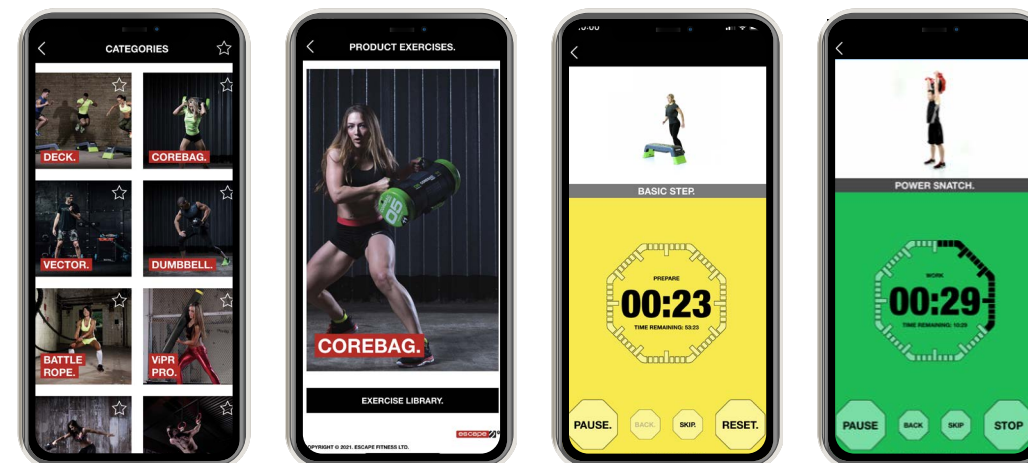 CATEGORIES
DECK.
COREBAG.
VECTOR.
DUMBBELL.
BATTLE
ROPE.
ViPR
PRO.
PRODUCT EXERCISES.
05
COREBAG.
EXERCISE LIBRARY.
escape
OPYRIGHT © 2021. ESCAPE FITNESS LTD.
BASIC STEP.
PREPARE
00:23
TIME REMAINING: 53:23
PAUSE.
BACK.
SKIP.
RESET.
POWER SNATCH.
WORK
00:29
TIME REMAINING: 10:29
PAUSE
BACK
SKIP
STOP